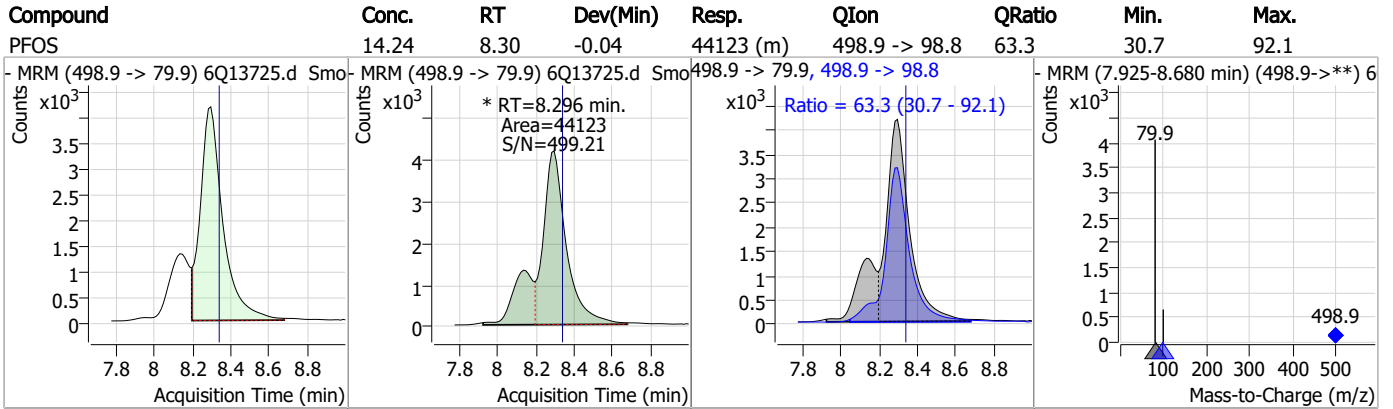 Compound Conc. RT Dev(Min) Resp. QIon QRatio Min. Max.
PFOS 14.24 8.30 -0.04 44123 (m) 498.9 -> 98.8 63.3 30.7 92.1
- MRM (498.9 -> 79.9) 6Q13725.d Smo
Counts
x10³
3.5
3
2.5
2
1.5
1
0.5
0
7.8 8 8.2 8.4 8.6 8.8
Acquisition Time (min)
- MRM (498.9 -> 79.9) 6Q13725.d Smo
Counts
x10³
* RT=8.296 min.
Area=44123
S/N=499.21
4
3
2
1
0
7.8 8 8.2 8.4 8.6 8.8
Acquisition Time (min)
498.9 -> 79.9, 498.9 -> 98.8
Counts
x10³
Ratio = 63.3 (30.7 - 92.1)
3.5
3
2.5
2
1.5
1
0.5
0
7.8 8 8.2 8.4 8.6 8.8
Acquisition Time (min)
- MRM (7.925-8.680 min) (498.9->**) 6
Counts
x10³
79.9
4
3.5
3
2.5
2
1.5
1
0.5
0
498.9
100 200 300 400 500
Mass-to-Charge (m/z)